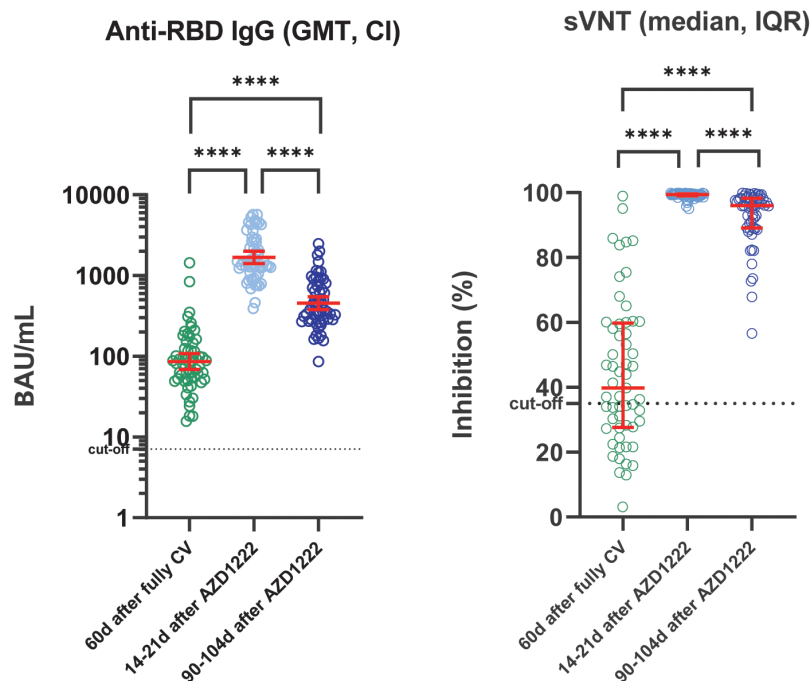 Anti-RBD IgG (GMT, CI)
****
****
****
BAU/mL
10000
1000
100
10
cut-off
1
60d after fully CV
14-21d after AZD1222
90-104d after AZD1222
sVNT (median, IQR)
****
****
****
Inhibition (%)
100
80
60
40
cut-off
20
0
60d after fully CV
14-21d after AZD1222
90-104d after AZD1222